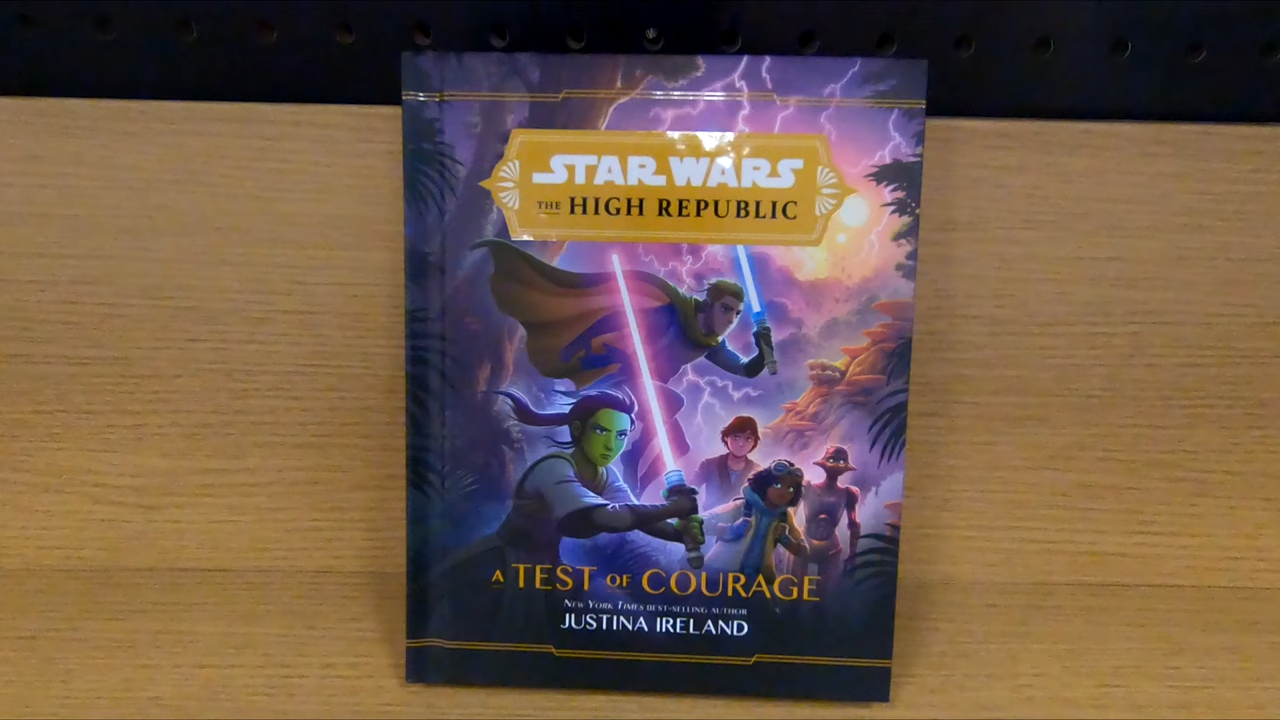 STAR WARS
THE HIGH REPUBLIC
A TEST OF COURAGE
NEW YORK TIMES BEST-SELLING AUTHOR
JUSTINA IRELAND